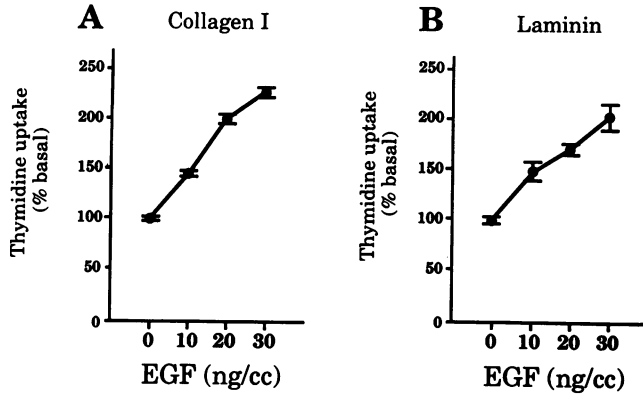 A
Collagen I
Thymidine uptake
(% basal)
250
200
150
100
50
0
0 10 20 30
EGF (ng/cc)
B
Laminin
Thymidine uptake
(% basal)
250
200
150
100
50
0
0 10 20 30
EGF (ng/cc)